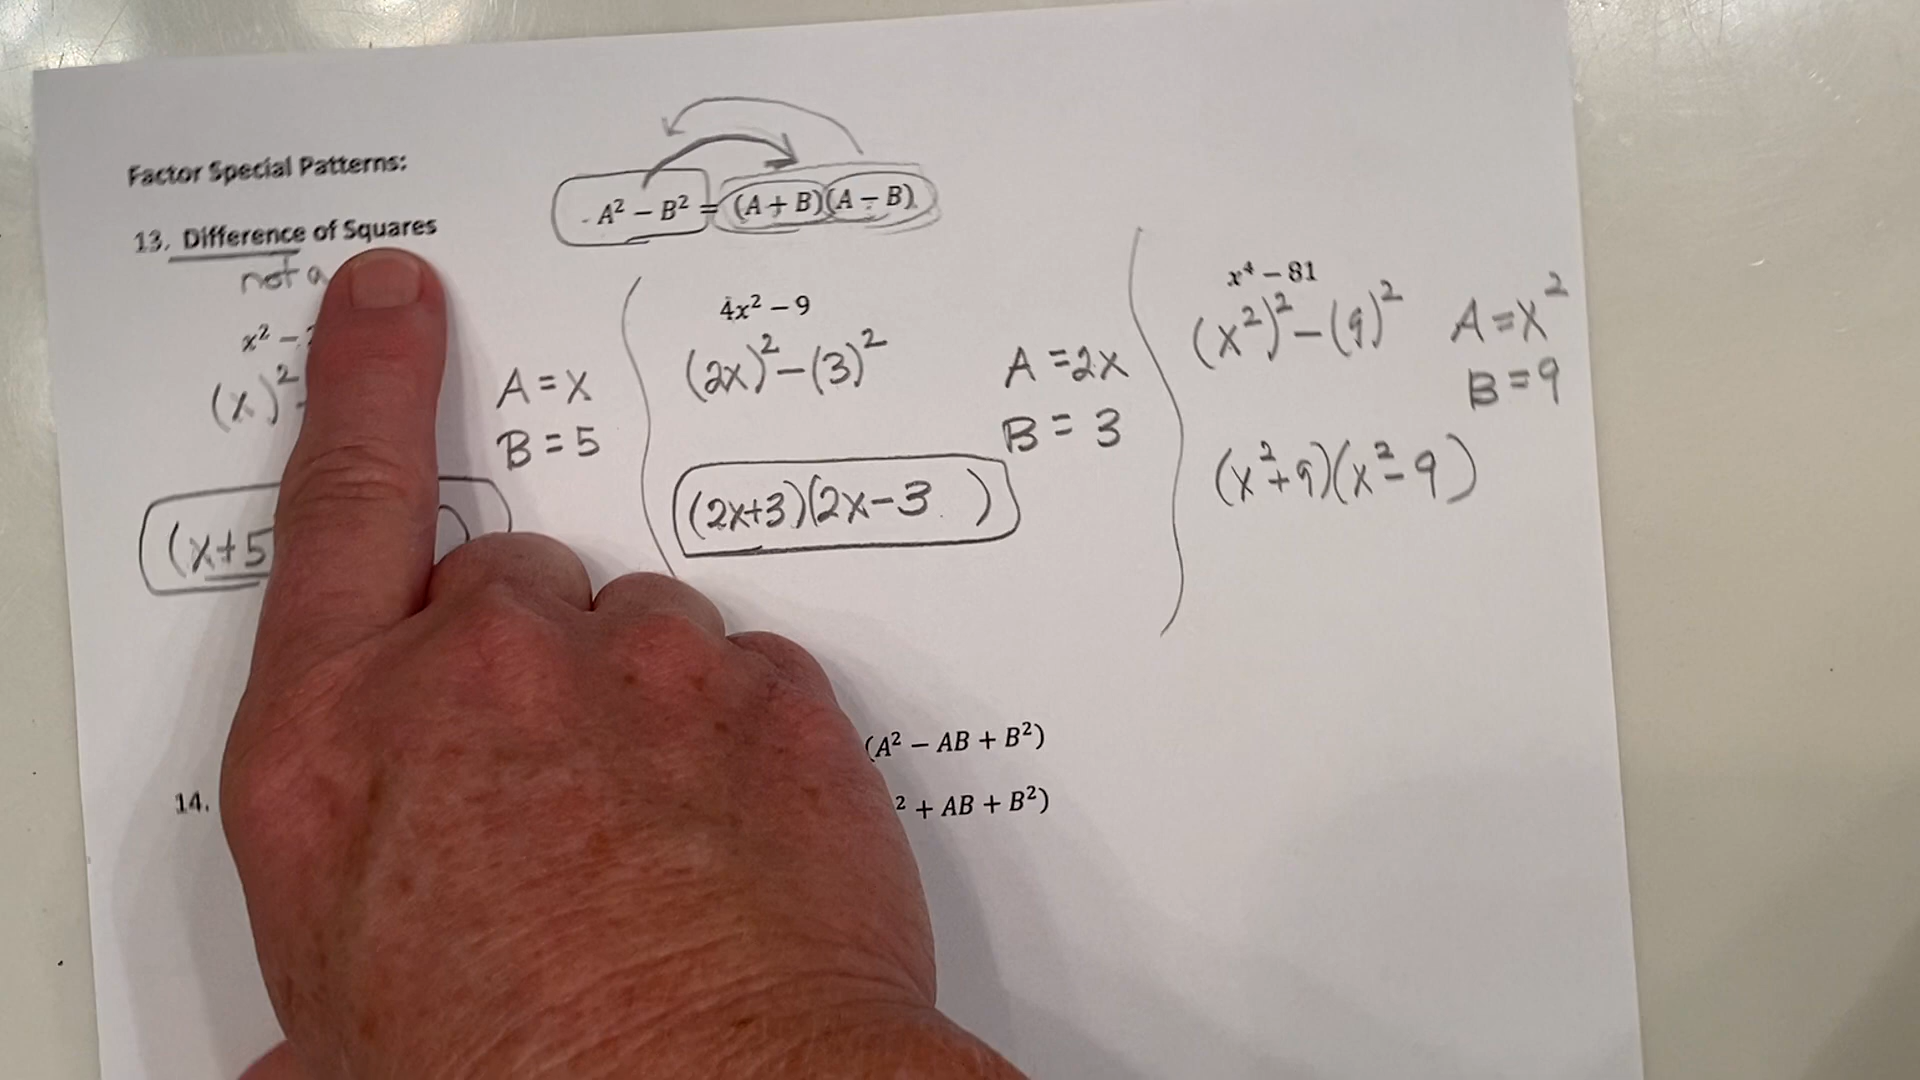 Factor Special Patterns:
A² − B² = (A + B)(A − B)
13. Difference of Squares
not
x² −
(x)²
A = x
B = 5
(x+5
4x² − 9
(2x)² − (3)²
A = 2x
B = 3
(2x+3)(2x−3)
x⁴ − 81
(x²)² − (9)²
A = x²
B = 9
(x²+9)(x²−9)
(A² − AB + B²)
14.
² + AB + B²)